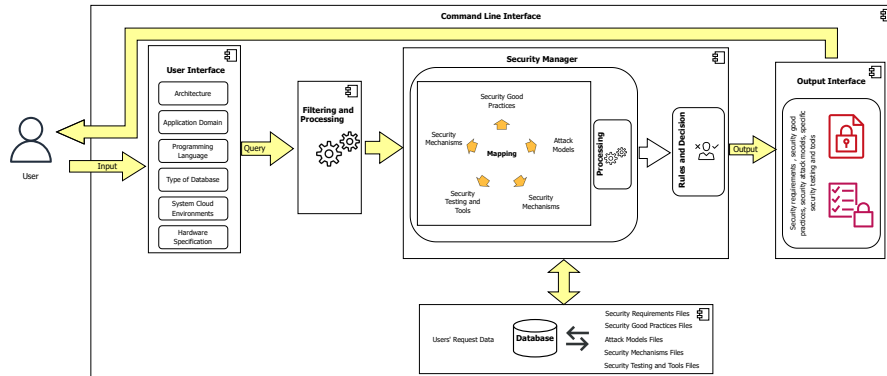 Command Line Interface
User
Input
User Interface
Architecture
Application Domain
Programming
Language
Type of Database
System Cloud
Environments
Hardware
Specification
Query
Filtering and
Processing
Security Manager
Security Good
Practices
Security
Mechanisms
Mapping
Attack
Models
Security
Testing and
Tools
Security
Mechanisms
Processing
Rules and Decision
Output
Output Interface
Security requirements , security good
practices, security attack models, specific
security testing and tools
Users' Request Data
Database
Security Requirements Files
Security Good Practices Files
Attack Models Files
Security Mechanisms Files
Security Testing and Tools Files